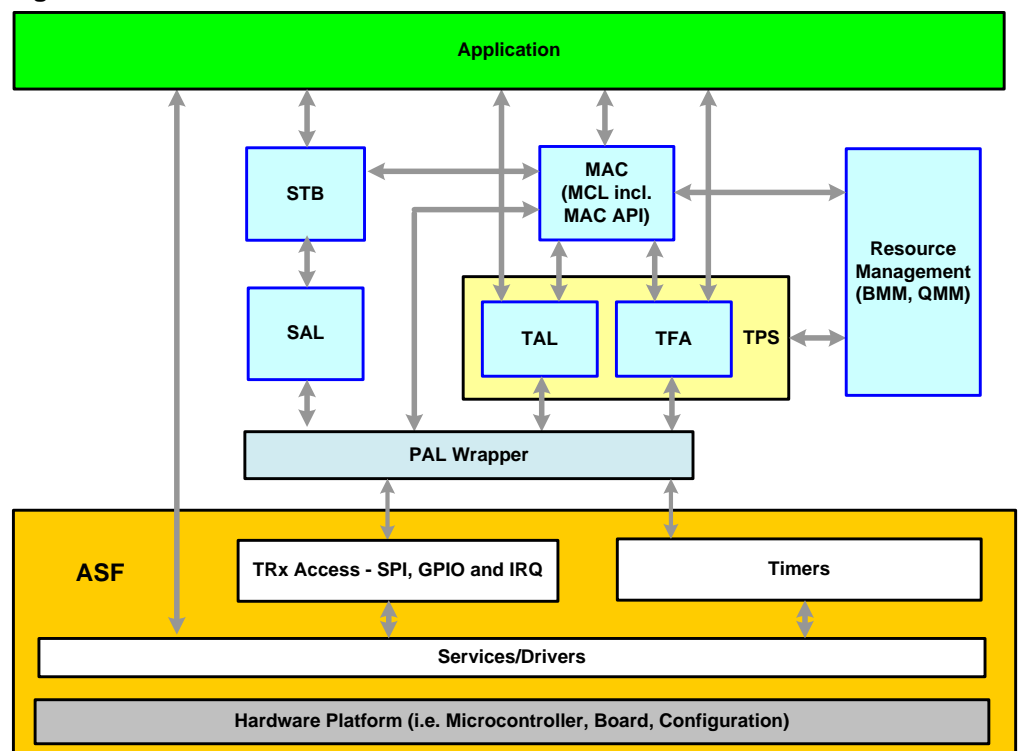 Application
STB
MAC
(MCL incl.
MAC API)
Resource
Management
(BMM, QMM)
SAL
TAL
TFA
TPS
PAL Wrapper
ASF
TRx Access - SPI, GPIO and IRQ
Timers
Services/Drivers
Hardware Platform (i.e. Microcontroller, Board, Configuration)